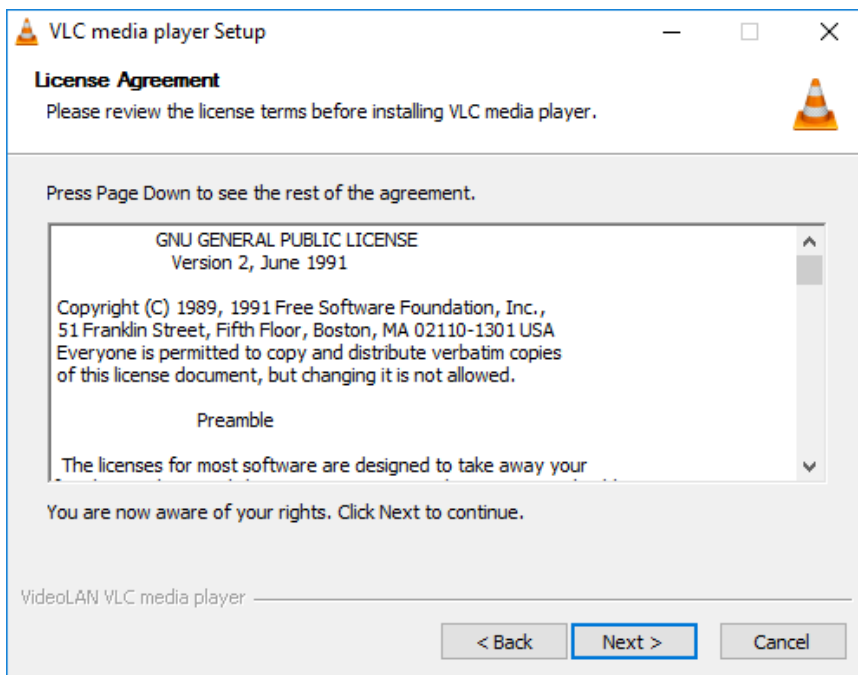 VLC media player Setup
License Agreement
Please review the license terms before installing VLC media player.
Press Page Down to see the rest of the agreement.
GNU GENERAL PUBLIC LICENSE
Version 2, June 1991
Copyright (C) 1989, 1991 Free Software Foundation, Inc.,
51 Franklin Street, Fifth Floor, Boston, MA 02110-1301 USA
Everyone is permitted to copy and distribute verbatim copies
of this license document, but changing it is not allowed.
Preamble
The licenses for most software are designed to take away your
You are now aware of your rights. Click Next to continue.
VideoLAN VLC media player
< Back Next > Cancel